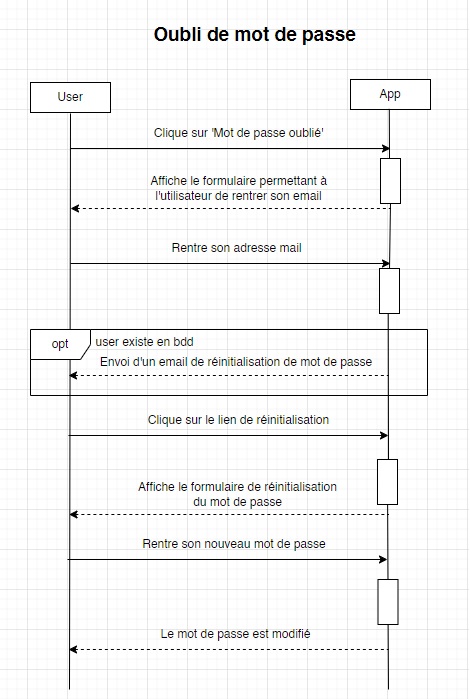 Oubli de mot de passe
User
App
Clique sur 'Mot de passe oublié'
Affiche le formulaire permettant à
l'utilisateur de rentrer son email
Rentre son adresse mail
opt
user existe en bdd
Envoi d'un email de réinitialisation de mot de passe
Clique sur le lien de réinitialisation
Affiche le formulaire de réinitialisation
du mot de passe
Rentre son nouveau mot de passe
Le mot de passe est modifié